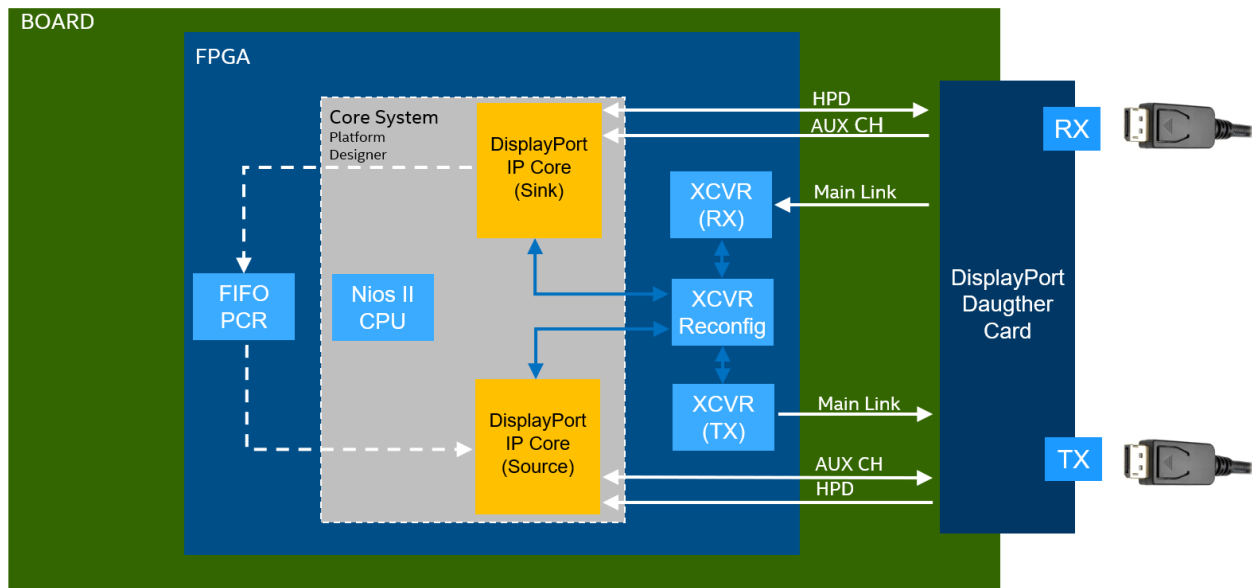 BOARD
FPGA
Core System
Platform
Designer
DisplayPort
IP Core
(Sink)
HPD
AUX CH
RX
XCVR
(RX)
Main Link
FIFO
PCR
Nios II
CPU
XCVR
Reconfig
DisplayPort
Daugther
Card
DisplayPort
IP Core
(Source)
XCVR
(TX)
Main Link
TX
AUX CH
HPD